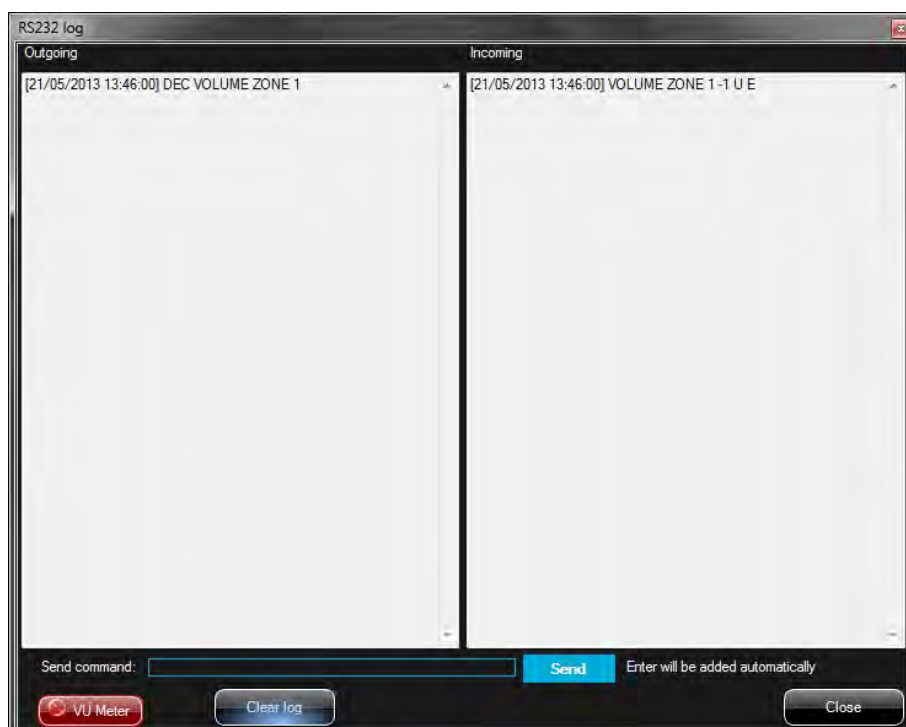 RS232 log
Outgoing
Incoming
[21/05/2013 13:46:00] DEC VOLUME ZONE 1
[21/05/2013 13:46:00] VOLUME ZONE 1 -1 U E
Send command:
Send
Enter will be added automatically
VU Meter
Clear log
Close